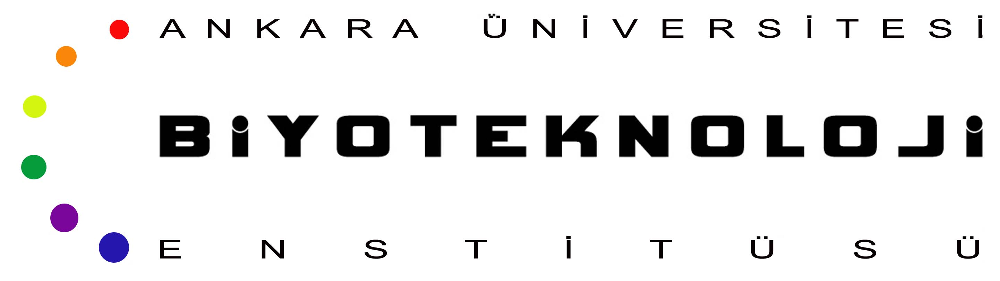 ANKARA ÜNİVERSİTESİ
BİYOTEKNOLOJİ
ENSTİTÜSÜ